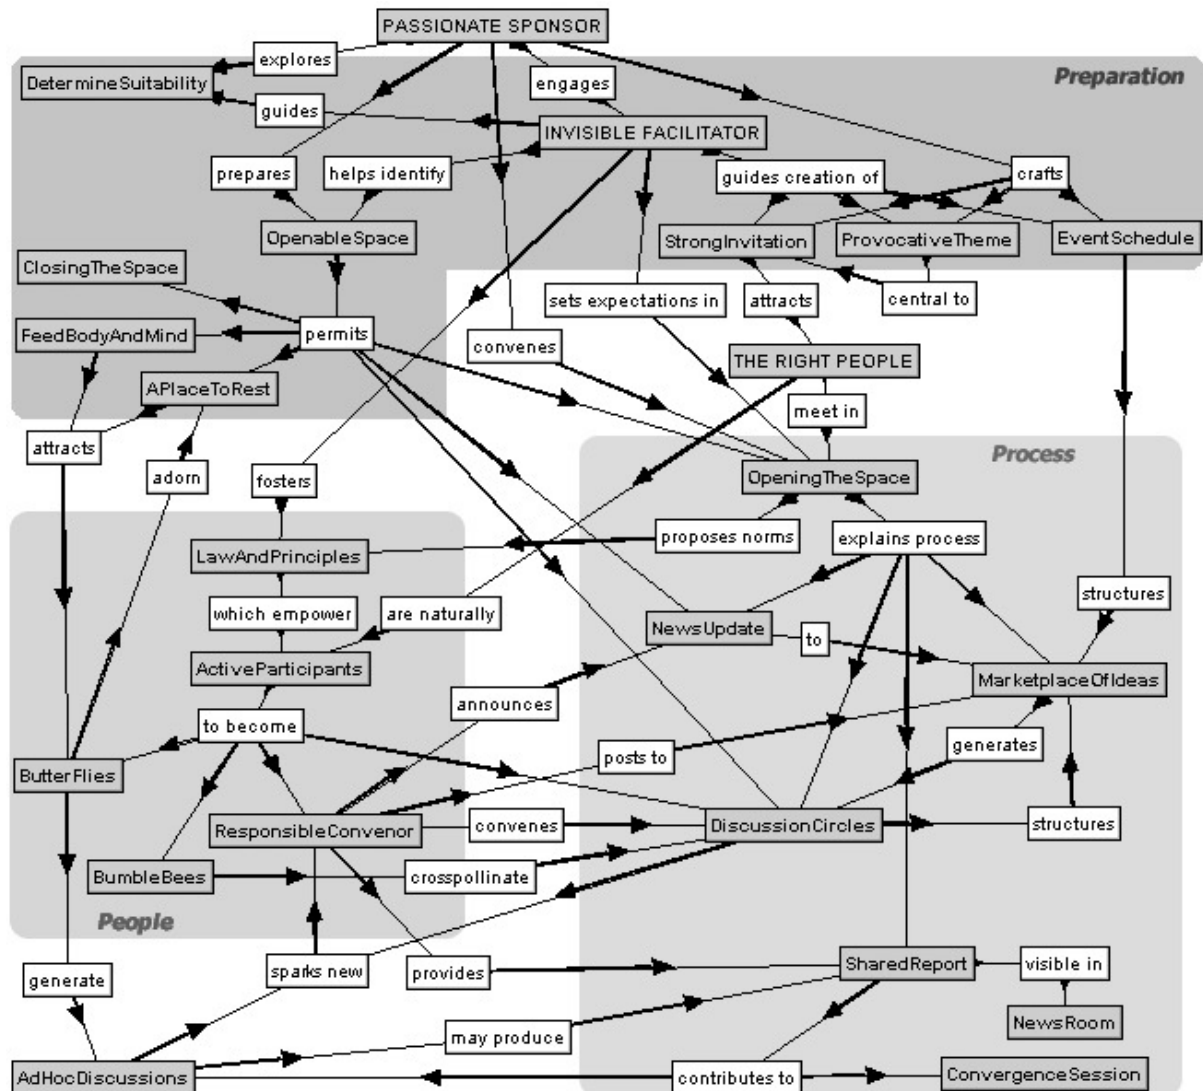 PASSIONATE SPONSOR
explores
engages
Preparation
DetermineSuitability
guides
INVISIBLE FACILITATOR
prepares
helps identify
guides creation of
crafts
OpenableSpace
StrongInvitation
ProvocativeTheme
EventSchedule
ClosingTheSpace
sets expectations in
attracts
central to
FeedBodyAndMind
permits
convenes
THE RIGHT PEOPLE
APlaceToRest
meet in
attracts
Process
adorn
fosters
OpeningTheSpace
proposes norms
explains process
LawAndPrinciples
which empower
are naturally
NewsUpdate
to
structures
ActiveParticipants
MarketplaceOfIdeas
announces
to become
posts to
generates
ButterFlies
ResponsibleConvenor
convenes
DiscussionCircles
structures
BumbleBees
crosspollinate
People
generate
sparks new
provides
SharedReport
visible in
NewsRoom
may produce
AdHocDiscussions
contributes to
ConvergenceSession